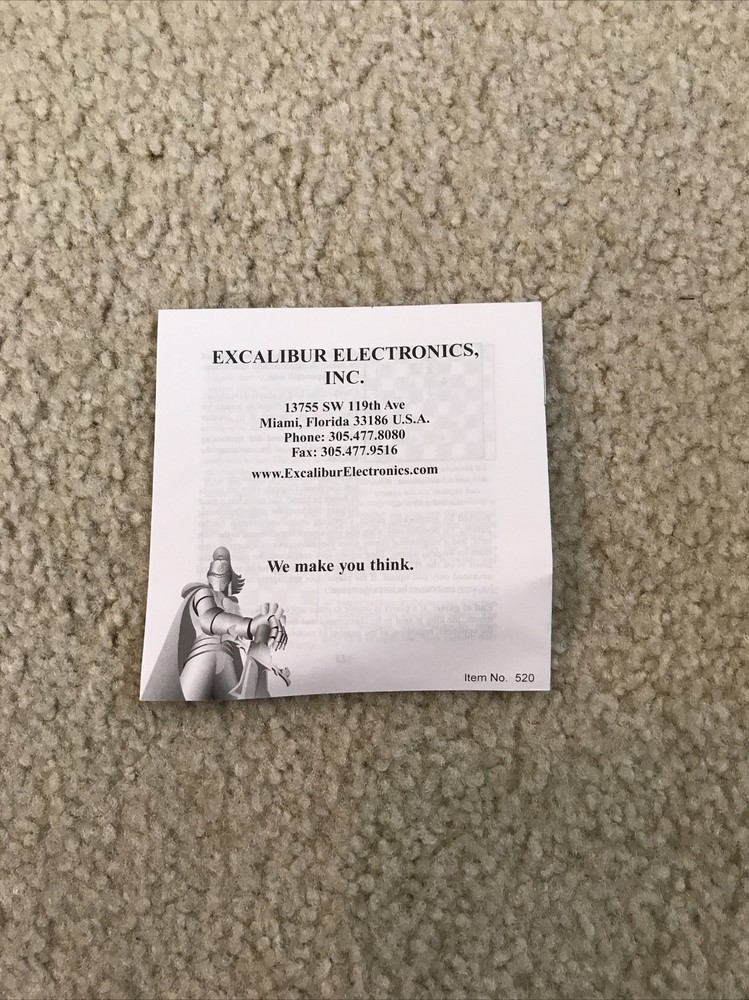 EXCALIBUR ELECTRONICS,
INC.
13755 SW 119th Ave
Miami, Florida 33186 U.S.A.
Phone: 305.477.8080
Fax: 305.477.9516
www.ExcaliburElectronics.com
We make you think.
Item No. 520